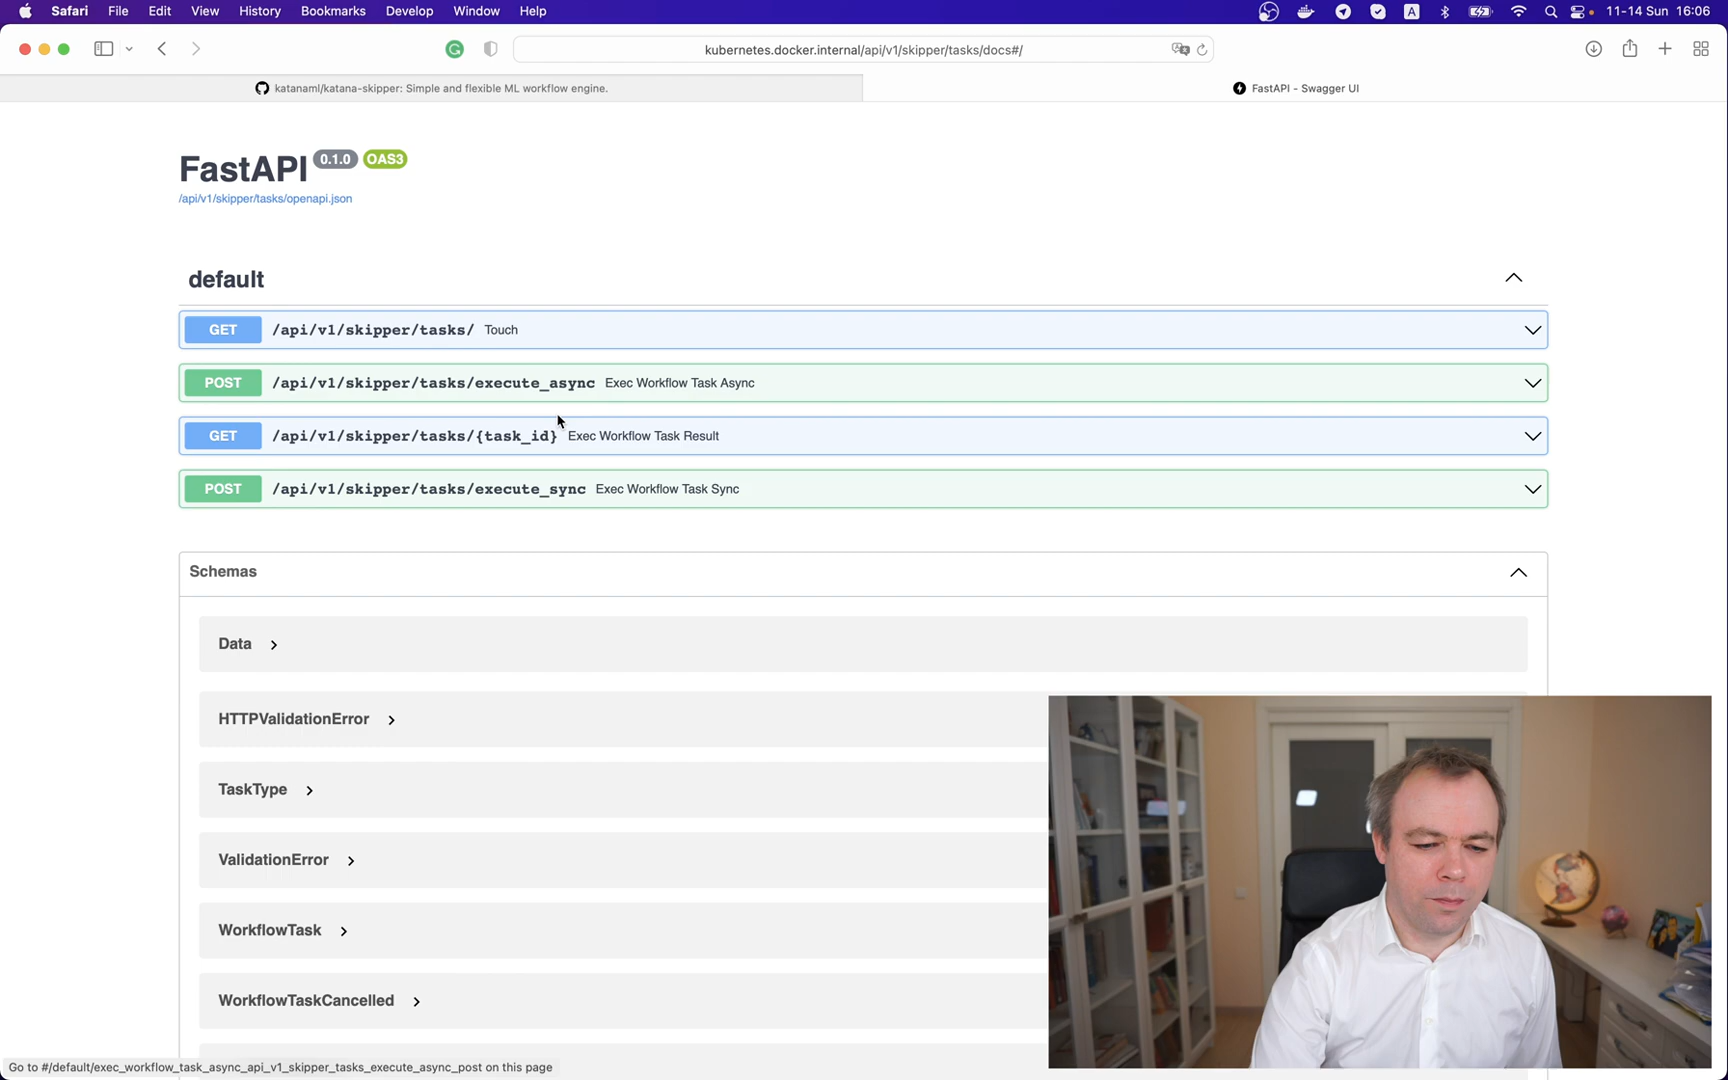 Safari File Edit View History Bookmarks Develop Window Help A 11-14 Sun 16:06
kubernetes.docker.internal/api/v1/skipper/tasks/docs#/
katanaml/katana-skipper: Simple and flexible ML workflow engine.
FastAPI - Swagger UI
FastAPI 0.1.0 OAS3
/api/v1/skipper/tasks/openapi.json
default
GET /api/v1/skipper/tasks/ Touch
POST /api/v1/skipper/tasks/execute_async Exec Workflow Task Async
GET /api/v1/skipper/tasks/{task_id} Exec Workflow Task Result
POST /api/v1/skipper/tasks/execute_sync Exec Workflow Task Sync
Schemas
Data
HTTPValidationError
TaskType
ValidationError
WorkflowTask
WorkflowTaskCancelled
Go to #/default/exec_workflow_task_async_api_v1_skipper_tasks_execute_async_post on this page